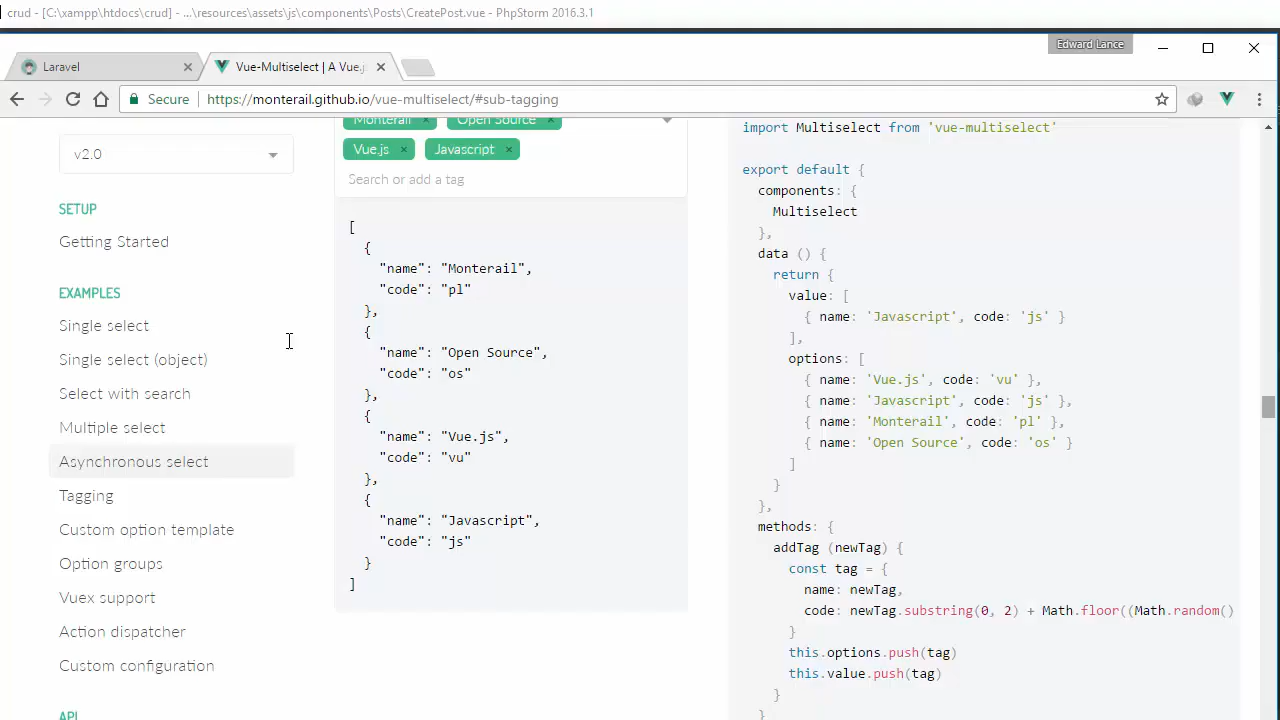 crud - [C:\xampp\htdocs\crud] - ...\resources\assets\js\components\Posts\CreatePost.vue - PhpStorm 2016.3.1
Edward Lance
Laravel
Vue-Multiselect | A Vue.js
Secure
https://monterail.github.io/vue-multiselect/#sub-tagging
v2.0
SETUP
Getting Started
EXAMPLES
Single select
Single select (object)
Select with search
Multiple select
Asynchronous select
Tagging
Custom option template
Option groups
Vuex support
Action dispatcher
Custom configuration
API
Monterail ×
Open Source ×
Vue.js ×
Javascript ×
Search or add a tag
[
{
"name": "Monterail",
"code": "pl"
},
{
"name": "Open Source",
"code": "os"
},
{
"name": "Vue.js",
"code": "vu"
},
{
"name": "Javascript",
"code": "js"
}
]
import Multiselect from 'vue-multiselect'
export default {
components: {
Multiselect
},
data () {
return {
value: [
{ name: 'Javascript', code: 'js' }
],
options: [
{ name: 'Vue.js', code: 'vu' },
{ name: 'Javascript', code: 'js' },
{ name: 'Monterail', code: 'pl' },
{ name: 'Open Source', code: 'os' }
]
}
},
methods: {
addTag (newTag) {
const tag = {
name: newTag,
code: newTag.substring(0, 2) + Math.floor((Math.random()
}
this.options.push(tag)
this.value.push(tag)
}
}